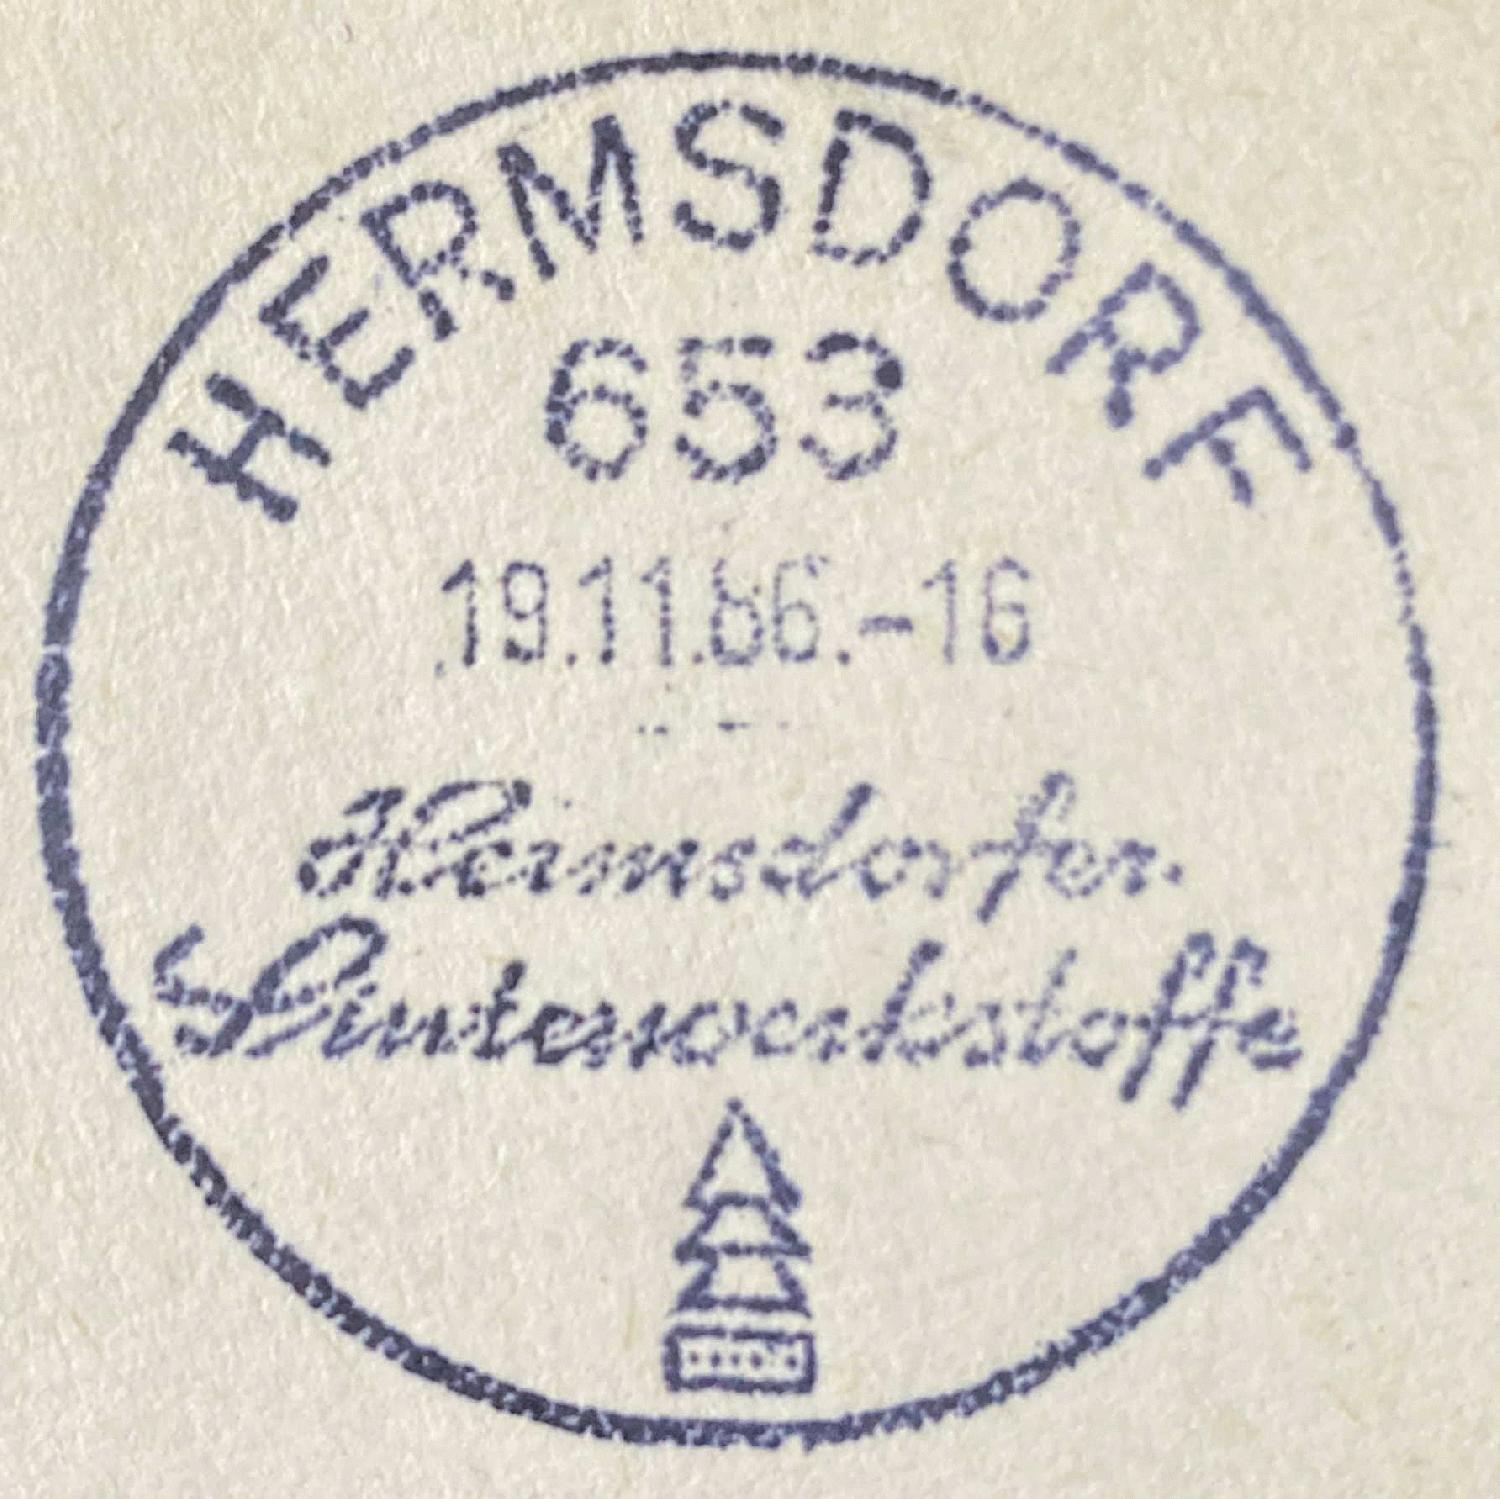 HERMSDORF
653
19.11.86.-16
Hermsdorfer
Sinterwerkstoffe